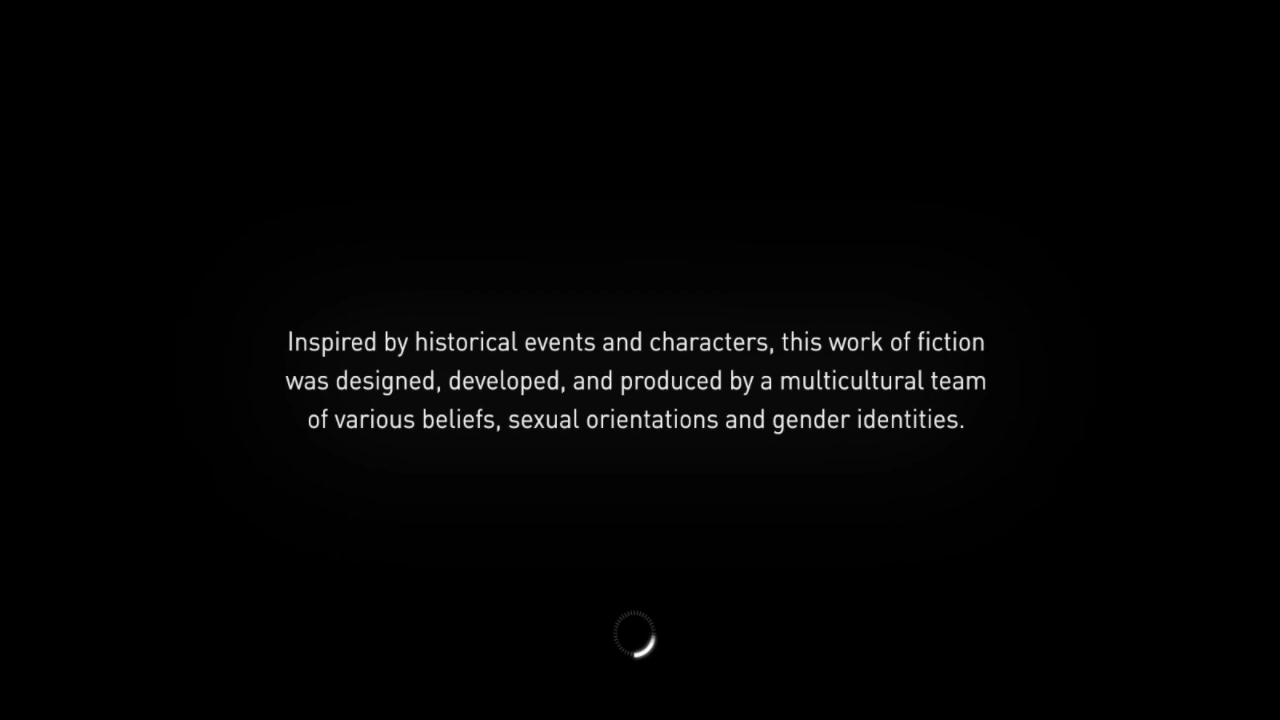 Inspired by historical events and characters, this work of fiction
was designed, developed, and produced by a multicultural team
of various beliefs, sexual orientations and gender identities.